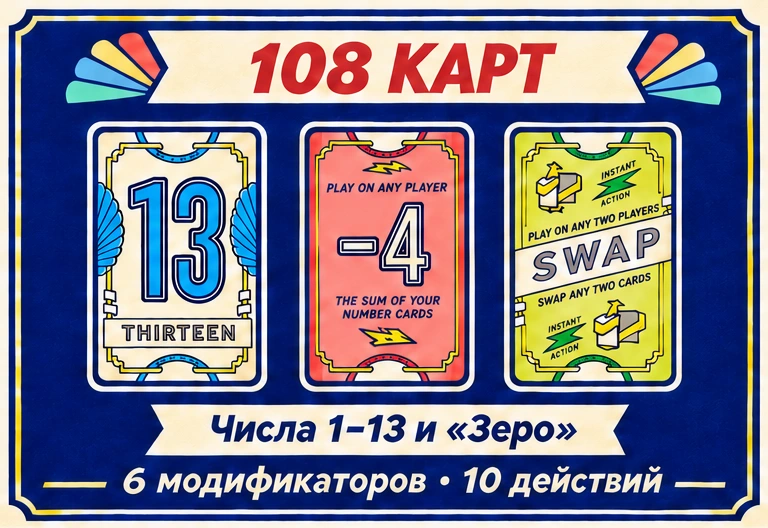 108 КАРТ
13
THIRTEEN
PLAY ON ANY PLAYER
-4
THE SUM OF YOUR
NUMBER CARDS
INSTANT
ACTION
PLAY ON ANY TWO PLAYERS
SWAP
SWAP ANY TWO CARDS
INSTANT
ACTION
Числа 1–13 и «Зеро»
6 модификаторов • 10 действий